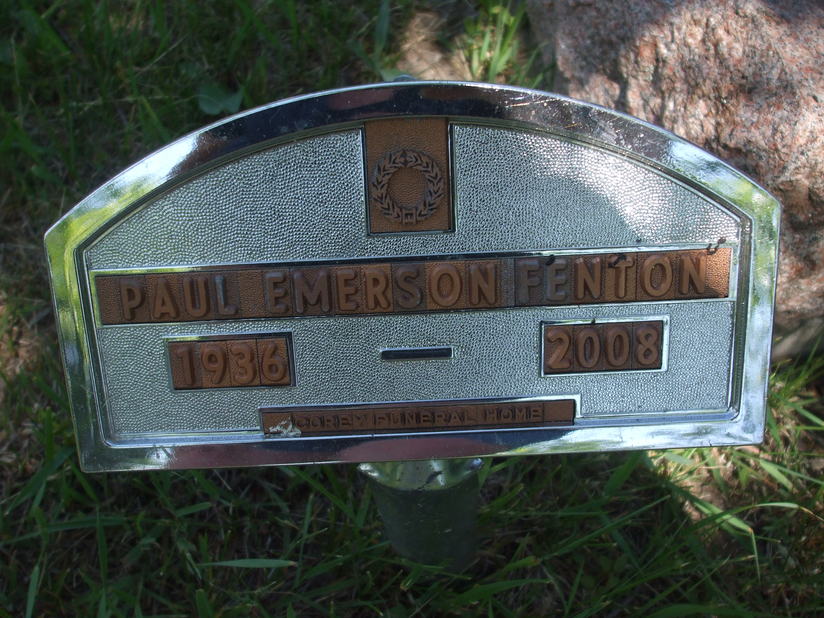 PAUL EMERSON FENTON
1936 2008
COREY FUNERAL HOME